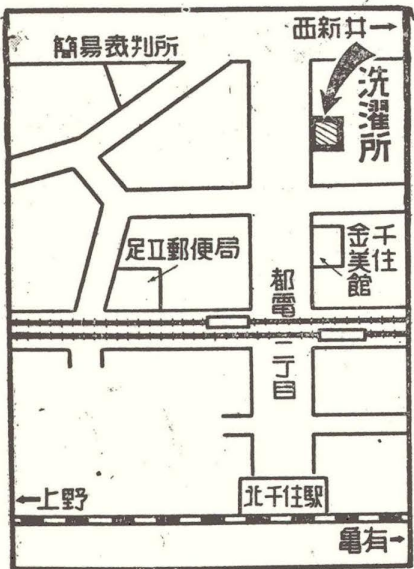 西新井→
簡易裁判所
洗濯所
足立郵便局
千住
金美館
都電二丁目
←上野
北千住駅
亀有→